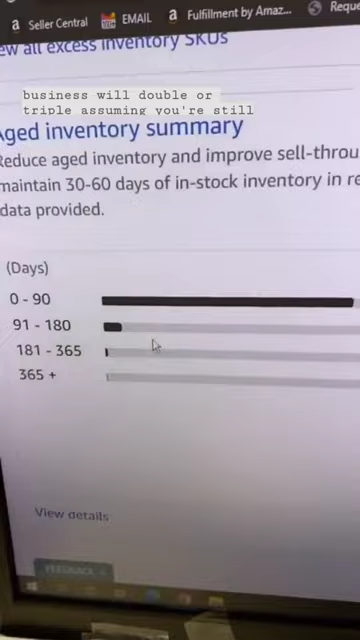 Seller Central EMAIL Fulfillment by Amaz... Reque
ew all excess inventory SKUs
business will double or
triple assuming you're still
Aged inventory summary
Reduce aged inventory and improve sell-throu
maintain 30-60 days of in-stock inventory in re
data provided.
(Days)
0 - 90
91 - 180
181 - 365
365 +
View details
FEEDBACK